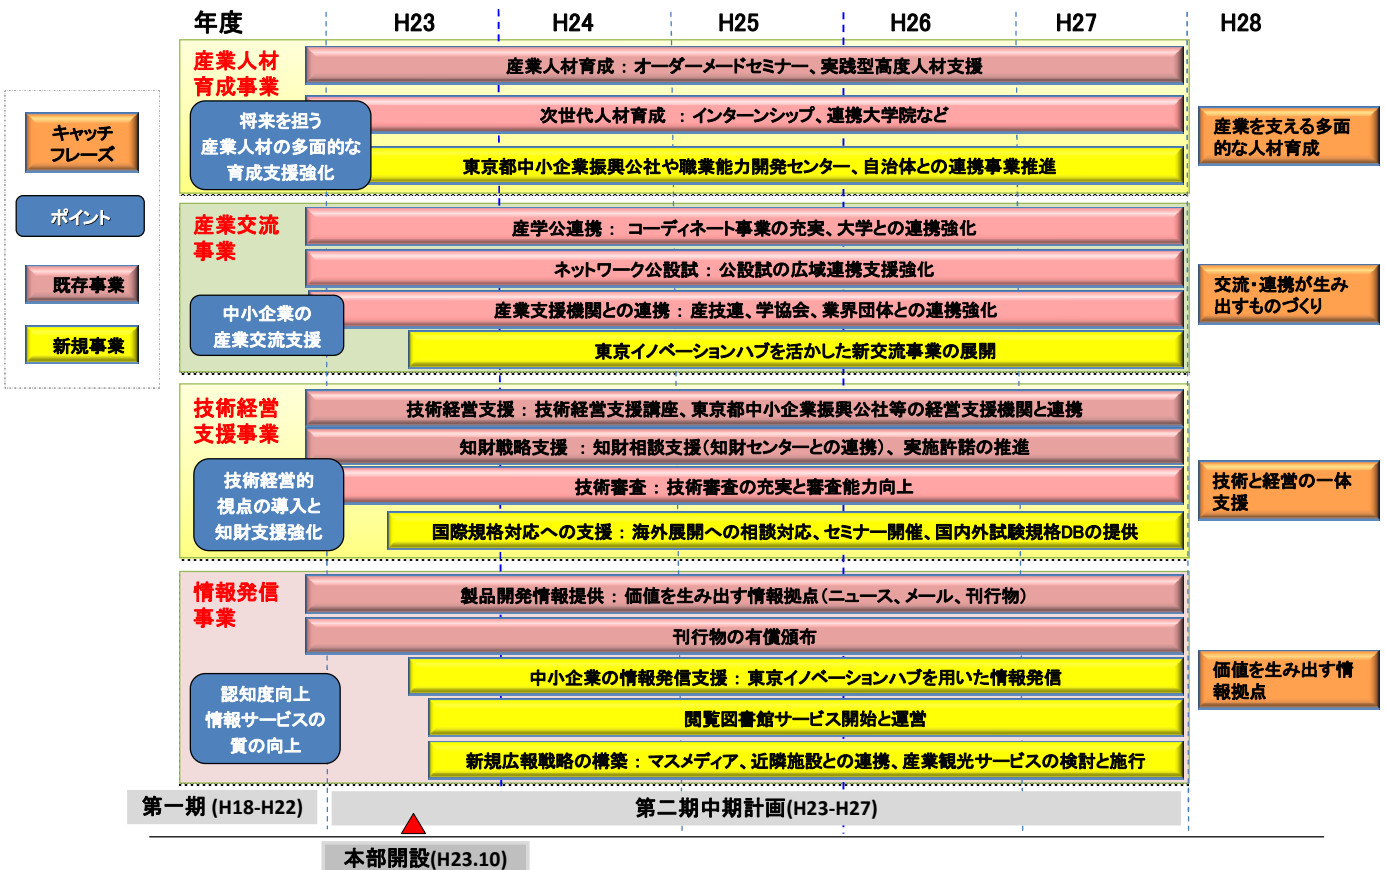 年度 H23 H24 H25 H26 H27 H28
キャッチ
フレーズ
ポイント
既存事業
新規事業
産業人材
育成事業
将来を担う
産業人材の多面的な
育成支援強化
産業人材育成：オーダーメードセミナー、実践型高度人材支援
次世代人材育成 ：インターンシップ、連携大学院など
東京都中小企業振興公社や職業能力開発センター、自治体との連携事業推進
産業を支える多面
的な人材育成
産業交流
事業
中小企業の
産業交流支援
産学公連携： コーディネート事業の充実、大学との連携強化
ネットワーク公設試：公設試の広域連携支援強化
産業支援機関との連携：産技連、学協会、業界団体との連携強化
東京イノベーションハブを活かした新交流事業の展開
交流・連携が生み
出すものづくり
技術経営
支援事業
技術経営的
視点の導入と
知財支援強化
技術経営支援：技術経営支援講座、東京都中小企業振興公社等の経営支援機関と連携
知財戦略支援 ：知財相談支援(知財センターとの連携)、実施許諾の推進
技術審査：技術審査の充実と審査能力向上
国際規格対応への支援：海外展開への相談対応、セミナー開催、国内外試験規格DBの提供
技術と経営の一体
支援
情報発信
事業
認知度向上
情報サービスの
質の向上
製品開発情報提供：価値を生み出す情報拠点(ニュース、メール、刊行物)
刊行物の有償頒布
中小企業の情報発信支援：東京イノベーションハブを用いた情報発信
閲覧図書館サービス開始と運営
新規広報戦略の構築：マスメディア、近隣施設との連携、産業観光サービスの検討と施行
価値を生み出す情
報拠点
第一期 (H18-H22)
第二期中期計画(H23-H27)
本部開設(H23.10)